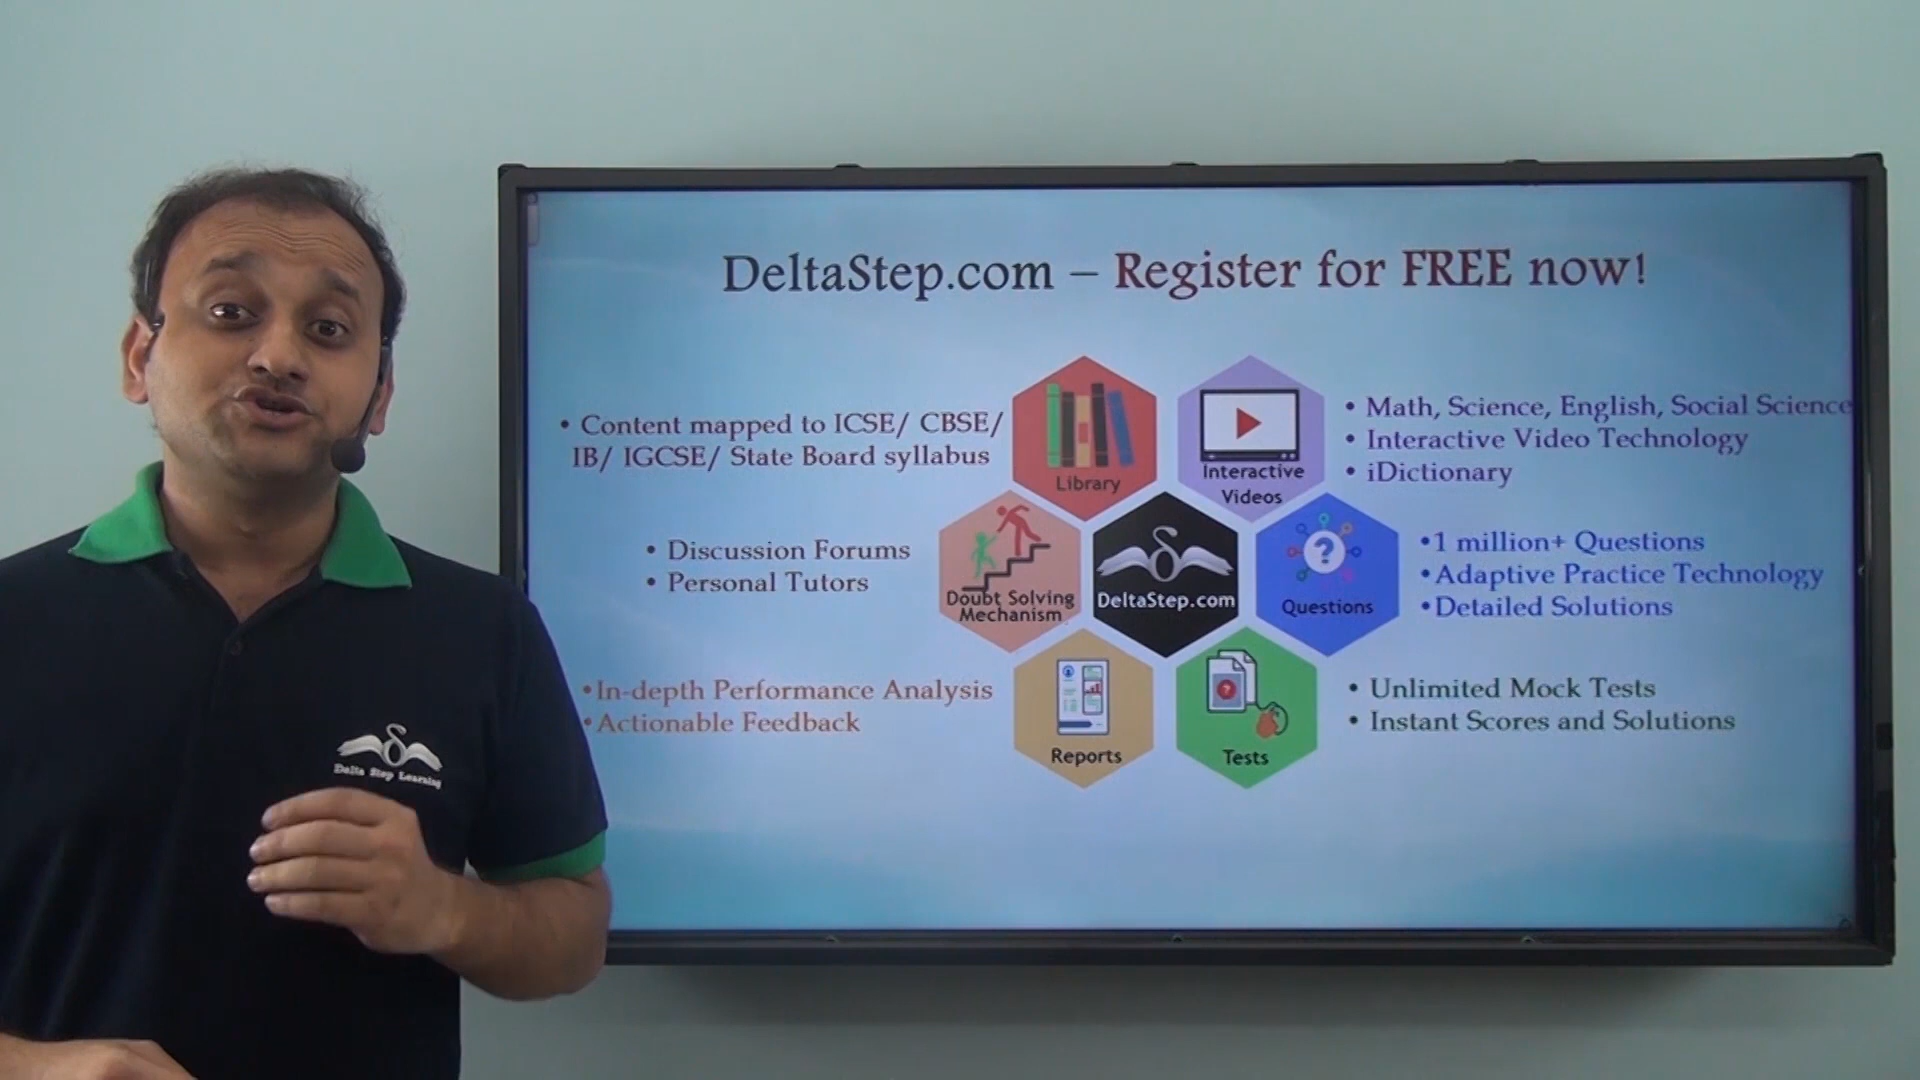 DeltaStep.com – Register for FREE now!
• Content mapped to ICSE/ CBSE/
IB/ IGCSE/ State Board syllabus
Library
Interactive
Videos
• Math, Science, English, Social Science
• Interactive Video Technology
• iDictionary
• Discussion Forums
• Personal Tutors
Doubt Solving
Mechanism
DeltaStep.com
?
Questions
•1 million+ Questions
•Adaptive Practice Technology
•Detailed Solutions
•In-depth Performance Analysis
•Actionable Feedback
Reports
?
Tests
• Unlimited Mock Tests
• Instant Scores and Solutions
Delta Step Learning